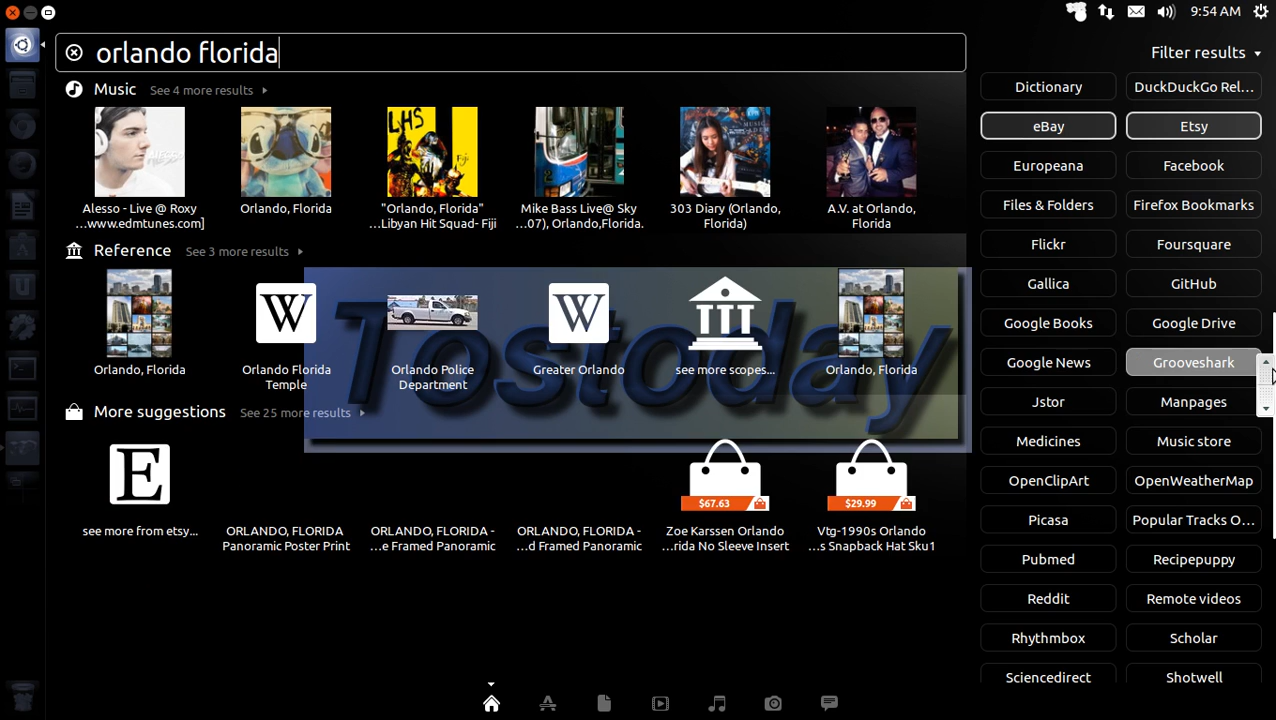 9:54 AM
orlando florida
Filter results
Music See 4 more results
Alesso - Live @ Roxy
...www.edmtunes.com]
Orlando, Florida
"Orlando, Florida"
...Libyan Hit Squad- Fiji
Mike Bass Live@ Sky
...07), Orlando,Florida.
303 Diary (Orlando,
Florida)
A.V. at Orlando,
Florida
LHS
Fiji
Reference See 3 more results
Orlando, Florida
W
Orlando Florida
Temple
Orlando Police
Department
W
Greater Orlando
see more scopes...
Orlando, Florida
Tostoday
More suggestions See 25 more results
E
see more from etsy...
ORLANDO, FLORIDA
Panoramic Poster Print
ORLANDO, FLORIDA -
...e Framed Panoramic
ORLANDO, FLORIDA -
...d Framed Panoramic
$67.63
Zoe Karssen Orlando
...rida No Sleeve Insert
$29.99
Vtg-1990s Orlando
...s Snapback Hat Sku1
Dictionary
DuckDuckGo Rel...
eBay
Etsy
Europeana
Facebook
Files & Folders
Firefox Bookmarks
Flickr
Foursquare
Gallica
GitHub
Google Books
Google Drive
Google News
Grooveshark
Jstor
Manpages
Medicines
Music store
OpenClipArt
OpenWeatherMap
Picasa
Popular Tracks O...
Pubmed
Recipepuppy
Reddit
Remote videos
Rhythmbox
Scholar
Sciencedirect
Shotwell